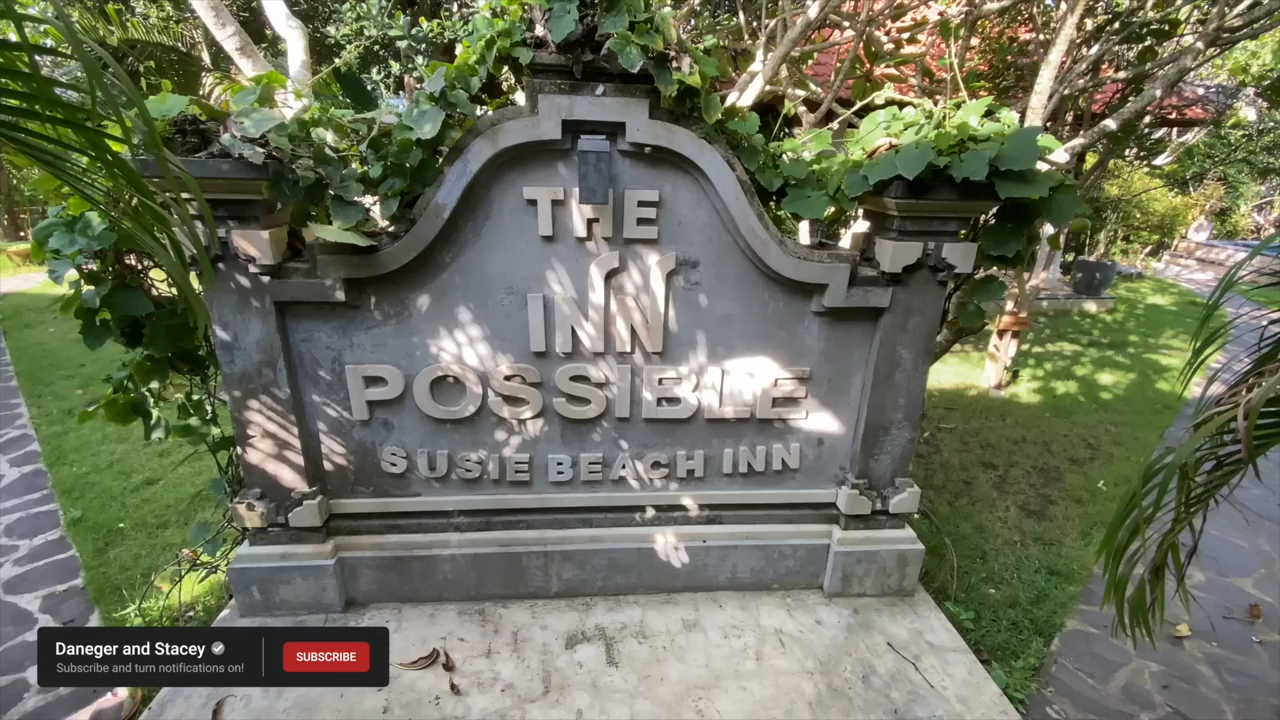 THE
INN
POSSIBLE
SUSIE BEACH INN
Daneger and Stacey
Subscribe and turn notifications on!
SUBSCRIBE